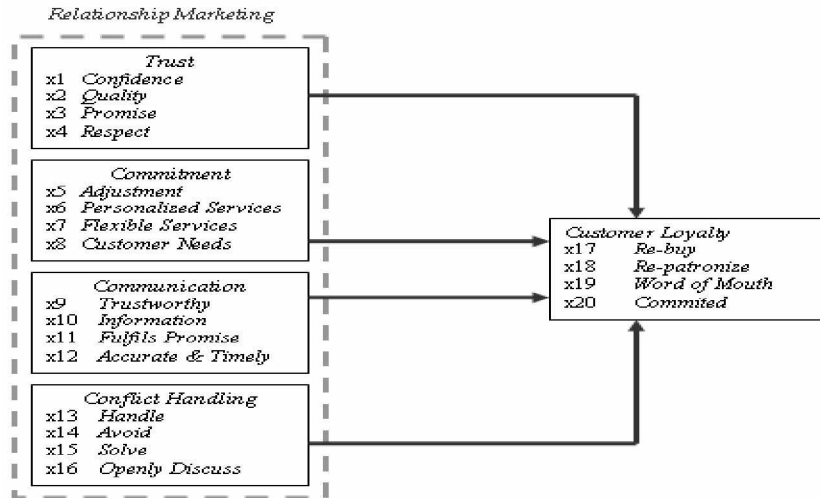 Relationship Marketing
Trust
x1 Confidence
x2 Quality
x3 Promise
x4 Respect
Commitment
x5 Adjustment
x6 Personalized Services
x7 Flexible Services
x8 Customer Needs
Communication
x9 Trustworthy
x10 Information
x11 Fulfils Promise
x12 Accurate & Timely
Conflict Handling
x13 Handle
x14 Avoid
x15 Solve
x16 Openly Discuss
Customer Loyalty
x17 Re-buy
x18 Re-patronize
x19 Word of Mouth
x20 Commited